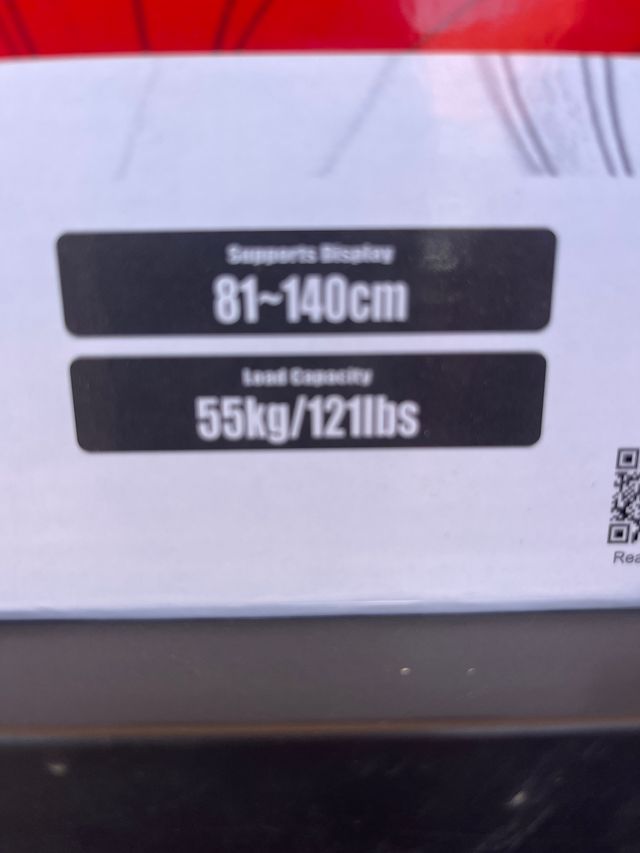 Supports Display
81~140cm
Load Capacity
55kg/121lbs